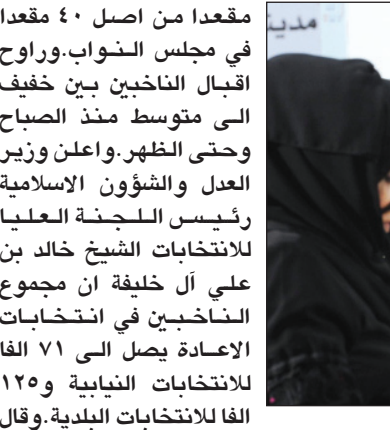 مقعدا من اصل ٤٠ مقعدا
في مجلس النواب.وراوح
اقبال الناخبين بين خفيف
الى متوسط منذ الصباح
وحتى الظهر.واعلن وزير
العدل والشؤون الاسلامية
رئيس اللجنة العليا
للانتخابات الشيخ خالد بن
علي آل خليفة ان مجموع
الناخبين في انتخابات
الاعادة يصل الى ٧١ الفا
للانتخابات النيابية و١٢٥
الفا للانتخابات البلدية.وقال